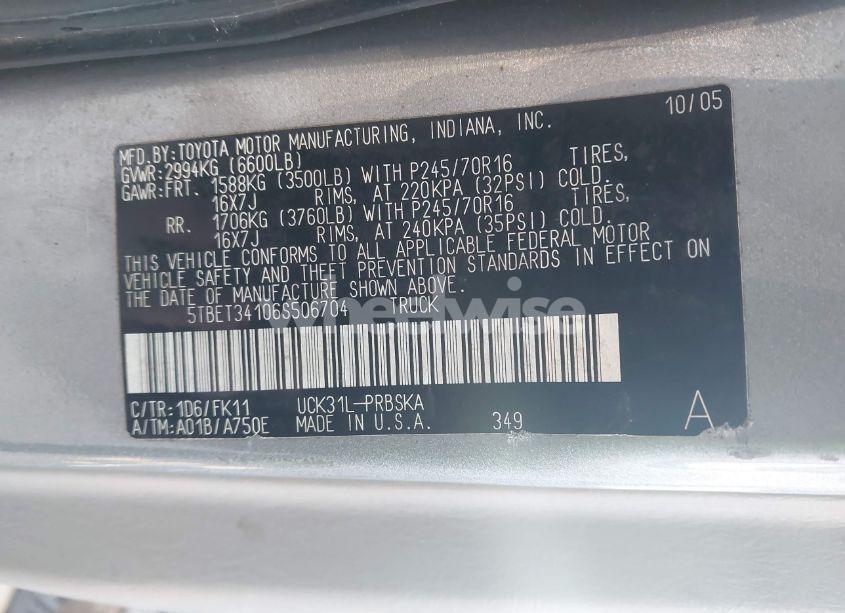 10/05
MFD.BY:TOYOTA MOTOR MANUFACTURING, INDIANA, INC.
GVWR:2994KG (6600LB)
GAWR:FRT. 1588KG (3500LB) WITH P245/70R16 TIRES,
16X7J RIMS, AT 220KPA (32PSI) COLD.
RR. 1706KG (3760LB) WITH P245/70R16 TIRES,
16X7J RIMS, AT 240KPA (35PSI) COLD.
THIS VEHICLE CONFORMS TO ALL APPLICABLE FEDERAL MOTOR
VEHICLE SAFETY AND THEFT PREVENTION STANDARDS IN EFFECT ON
THE DATE OF MANUFACTURE SHOWN ABOVE.
5TBET34106S506704 TRUCK
wheelwise
C/TR:1D6/FK11 UCK31L-PRBSKA
A/TM:A01B/A750E MADE IN U.S.A. 349 A